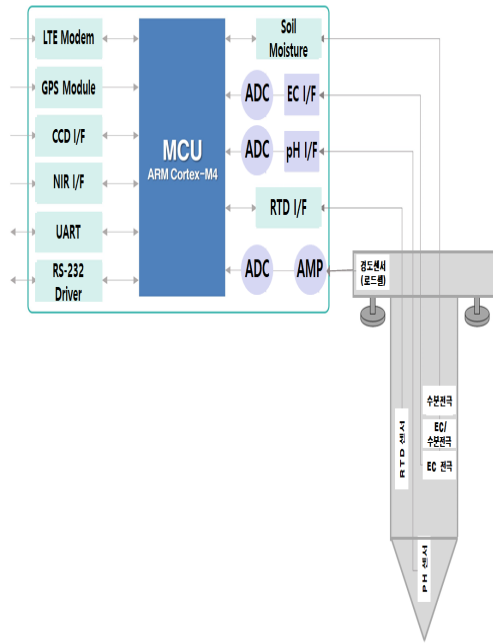 LTE Modem
GPS Module
CCD I/F
NIR I/F
UART
RS-232
Driver
MCU
ARM Cortex-M4
Soil
Moisture
ADC
EC I/F
ADC
pH I/F
RTD I/F
ADC
AMP
경도센서
(로드셀)
수분전극
EC/
수분전극
EC 전극
RTD 센서
PH 센서